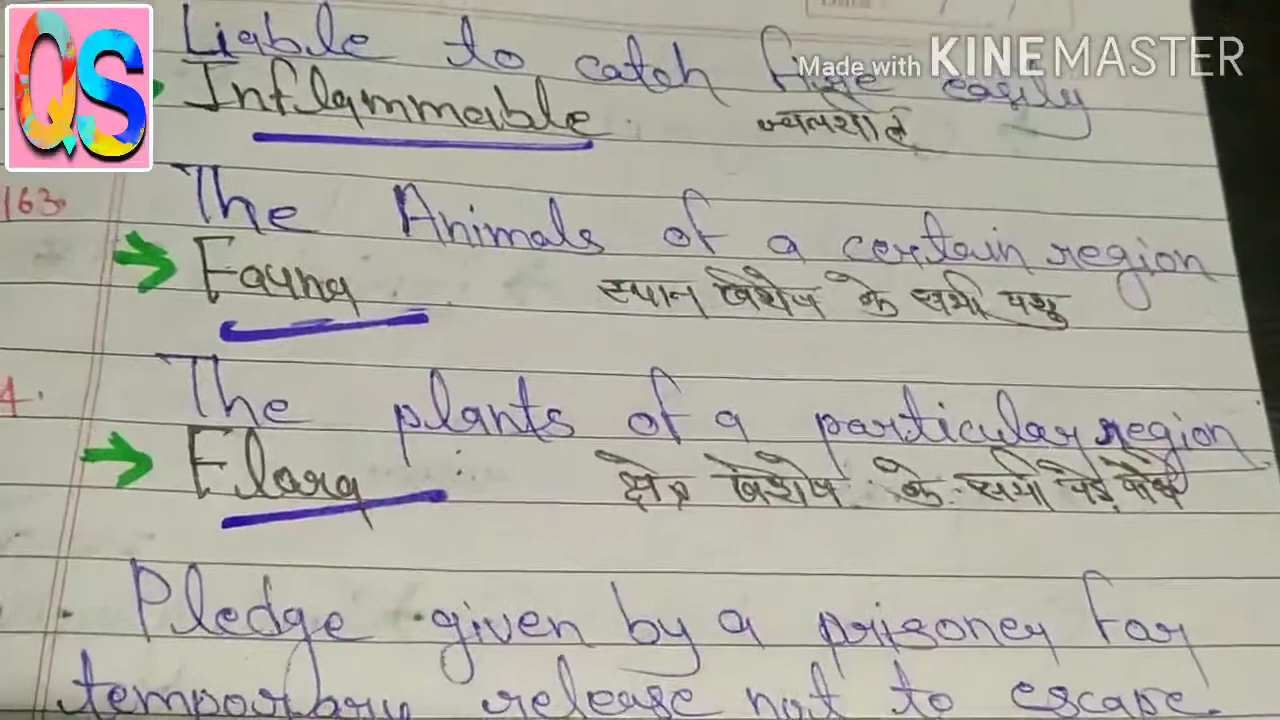 QS
Made with KINEMASTER
Liable to catch fire easily
Inflammable. ज्वलशील
163.
The Animals of a certain region
Fauna स्थान विशेष के सभी पशु
4.
The plants of a particular region
Flora क्षेत्र विशेष के सभी पेड़ पौधे
Pledge given by a prisoner for
temporary release not to escape.